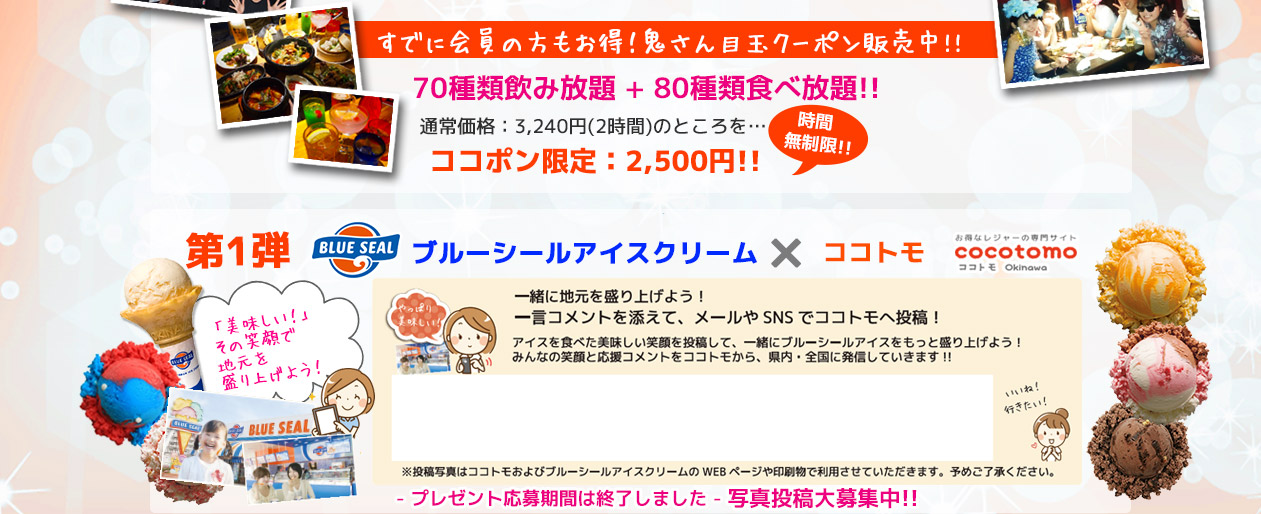 すでに会員の方もお得!鬼さん目玉クーポン販売中!!
70種類飲み放題 + 80種類食べ放題!!
通常価格：3,240円(2時間)のところを…
時間
無制限!!
ココポン限定：2,500円!!
第1弾
BLUE SEAL
ブルーシールアイスクリーム × ココトモ
お得なレジャーの専門サイト
cocotomo
ココトモ Okinawa
「美味しい!」
その笑顔で
地元を
盛り上げよう!
やっぱり
美味しい!
一緒に地元を盛り上げよう！
一言コメントを添えて、メールや SNS でココトモへ投稿！
アイスを食べた美味しい笑顔を投稿して、一緒にブルーシールアイスをもっと盛り上げよう！
みんなの笑顔と応援コメントをココトモから、県内・全国に発信していきます!!
いいね!
行きたい!
BLUE SEAL
BLUE SEAL
※投稿写真はココトモおよびブルーシールアイスクリームの WEB ページや印刷物で利用させていただきます。予めご了承ください。
- プレゼント応募期間は終了しました - 写真投稿大募集中!!